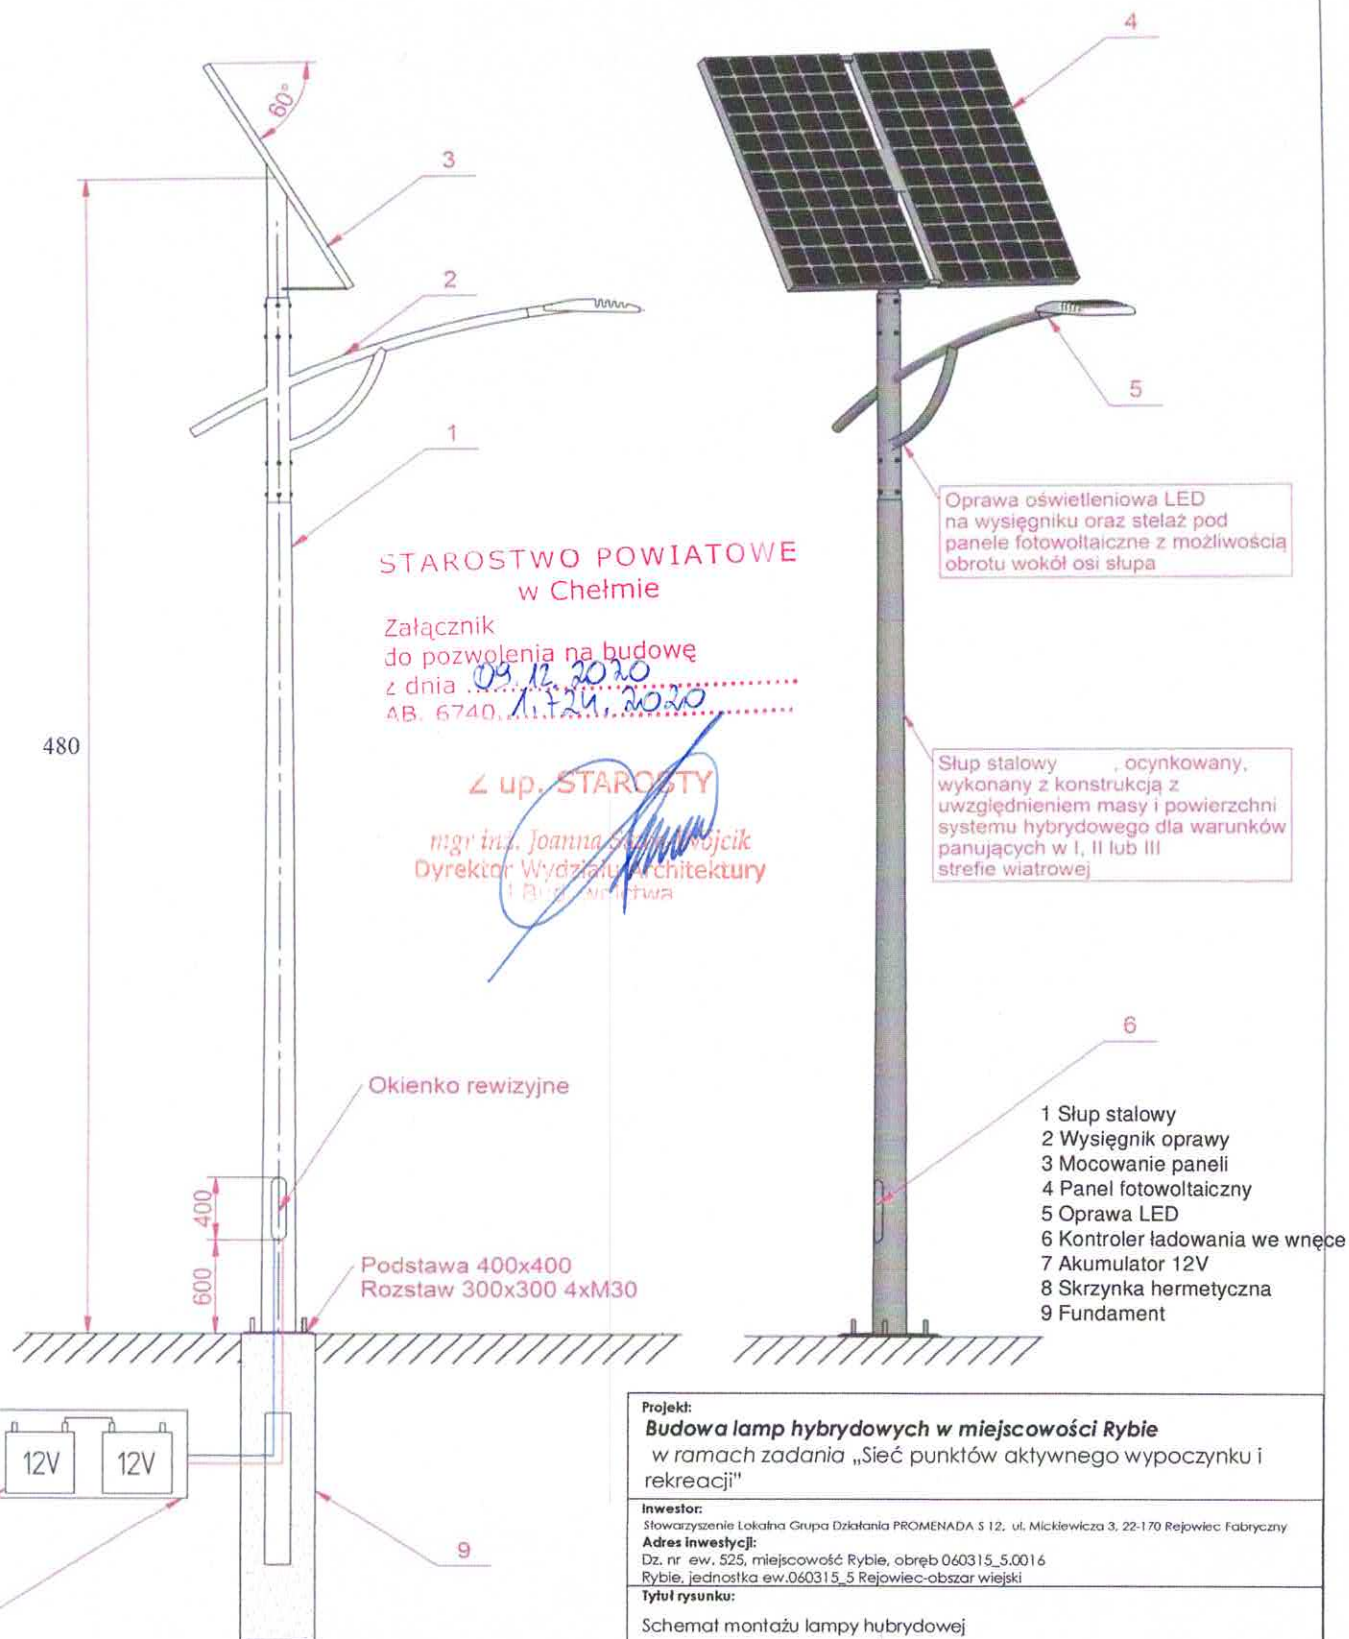 4
60°
3
2
1
5
Oprawa oświetleniowa LED
na wysięgniku oraz stelaż pod
panele fotowoltaiczne z możliwością
obrotu wokół osi słupa
STAROSTWO POWIATOWE
w Chełmie
Załącznik
do pozwolenia na budowę
z dnia 09.12.2020
AB. 6740.1.724.2020
480
Z up. STAROSTY
mgr inż. Joanna
Dyrektor Wydziału Architektury
i Budownictwa
Słup stalowy , ocynkowany,
wykonany z konstrukcją z
uwzględnieniem masy i powierzchni
systemu hybrydowego dla warunków
panujących w I, II lub III
strefie wiatrowej
6
Okienko rewizyjne
400
600
Podstawa 400x400
Rozstaw 300x300 4xM30
1 Słup stalowy
2 Wysięgnik oprawy
3 Mocowanie paneli
4 Panel fotowoltaiczny
5 Oprawa LED
6 Kontroler ładowania we wnęce
7 Akumulator 12V
8 Skrzynka hermetyczna
9 Fundament
12V 12V
9
Projekt:
Budowa lamp hybrydowych w miejscowości Rybie
w ramach zadania „Sieć punktów aktywnego wypoczynku i
rekreacji"
Inwestor:
Stowarzyszenie Lokalna Grupa Działania PROMENADA S 12, ul. Mickiewicza 3, 22-170 Rejowiec Fabryczny
Adres inwestycji:
Dz. nr ew. 525, miejscowość Rybie, obręb 060315_5.0016
Rybie, jednostka ew.060315_5 Rejowiec-obszar wiejski
Tytuł rysunku:
Schemat montażu lampy hubrydowej